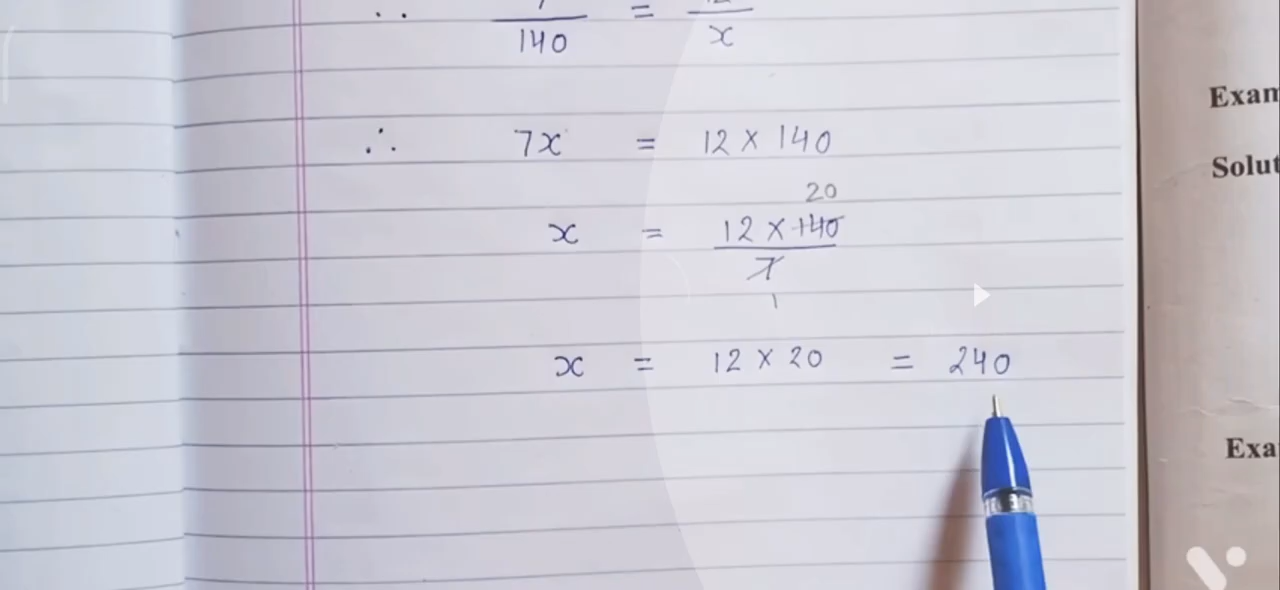 ∴ 7/140 = 12/x
∴ 7x = 12 × 140
20
x = 12 × 140 / 7
1
x = 12 × 20 = 240
Exam
Solut
Exa